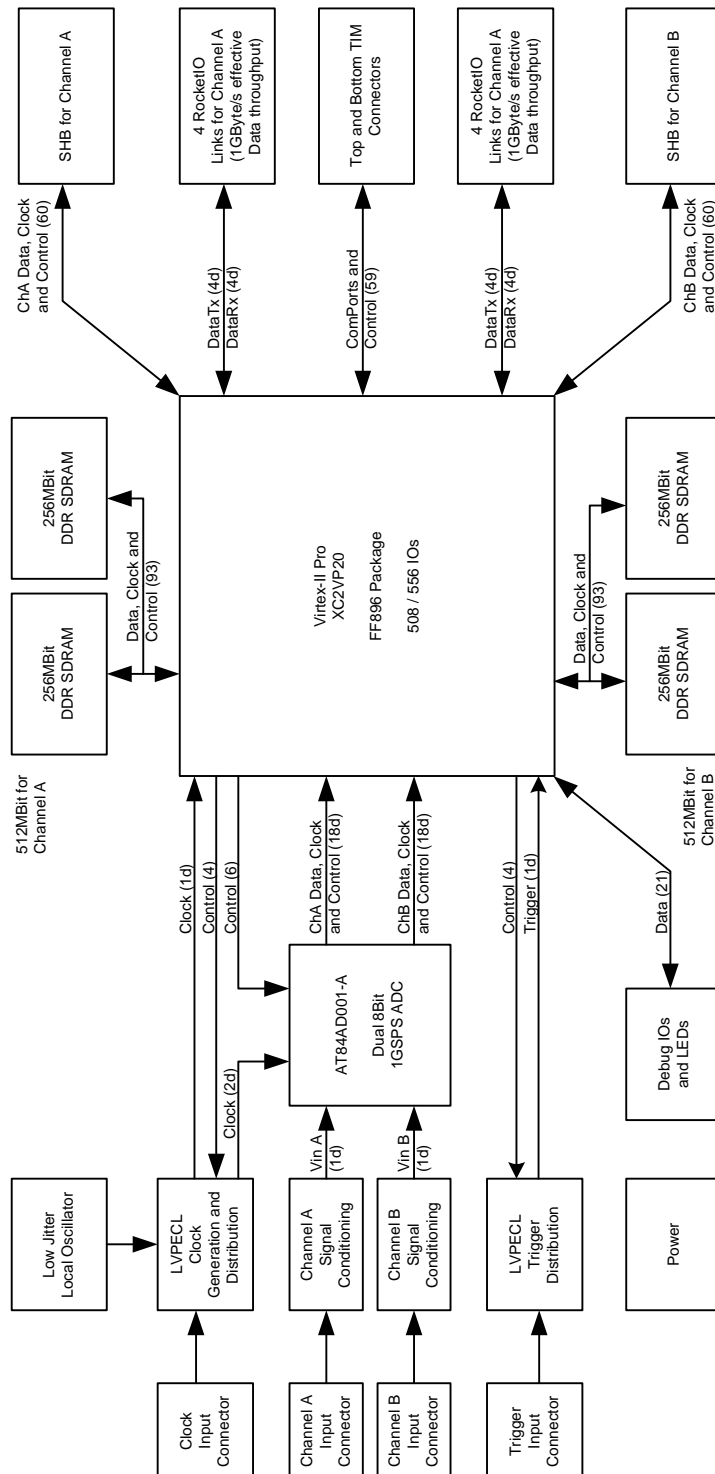 Clock
Input
Connector
Channel A
Input
Connector
Channel B
Input
Connector
Trigger
Input
Connector
Low Jitter
Local Oscillator
LVPECL
Clock
Generation and
Distribution
Channel A
Signal
Conditioning
Channel B
Signal
Conditioning
LVPECL
Trigger
Distribution
Power
Vin A
(1d)
Vin B
(1d)
Clock (2d)
AT84AD001-A
Dual 8Bit
1GSPS ADC
Debug IOs
and LEDs
Clock (1d)
Control (4)
Control (6)
ChA Data, Clock
and Control (18d)
ChB Data, Clock
and Control (18d)
Control (4)
Trigger (1d)
Data (21)
512MBit for
Channel A
256MBit
DDR SDRAM
256MBit
DDR SDRAM
Data, Clock and
Control (93)
Virtex-II Pro
XC2VP20
FF896 Package
508 / 556 IOs
Data, Clock and
Control (93)
512MBit for
Channel B
256MBit
DDR SDRAM
256MBit
DDR SDRAM
ChA Data, Clock
and Control (60)
DataTx (4d)
DataRx (4d)
ComPorts and
Control (59)
DataTx (4d)
DataRx (4d)
ChB Data, Clock
and Control (60)
SHB for Channel A
4 RocketIO
Links for Channel A
(1GByte/s effective
Data throughput)
Top and Bottom TIM
Connectors
4 RocketIO
Links for Channel A
(1GByte/s effective
Data throughput)
SHB for Channel B